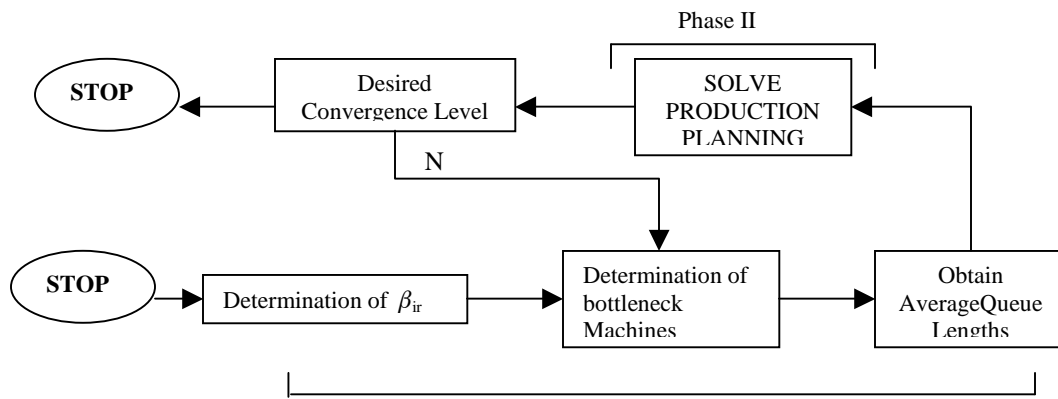 Phase II
STOP
Desired
Convergence Level
SOLVE
PRODUCTION
PLANNING
N
STOP
Determination of βir
Determination of
bottleneck
Machines
Obtain
AverageQueue
Lengths